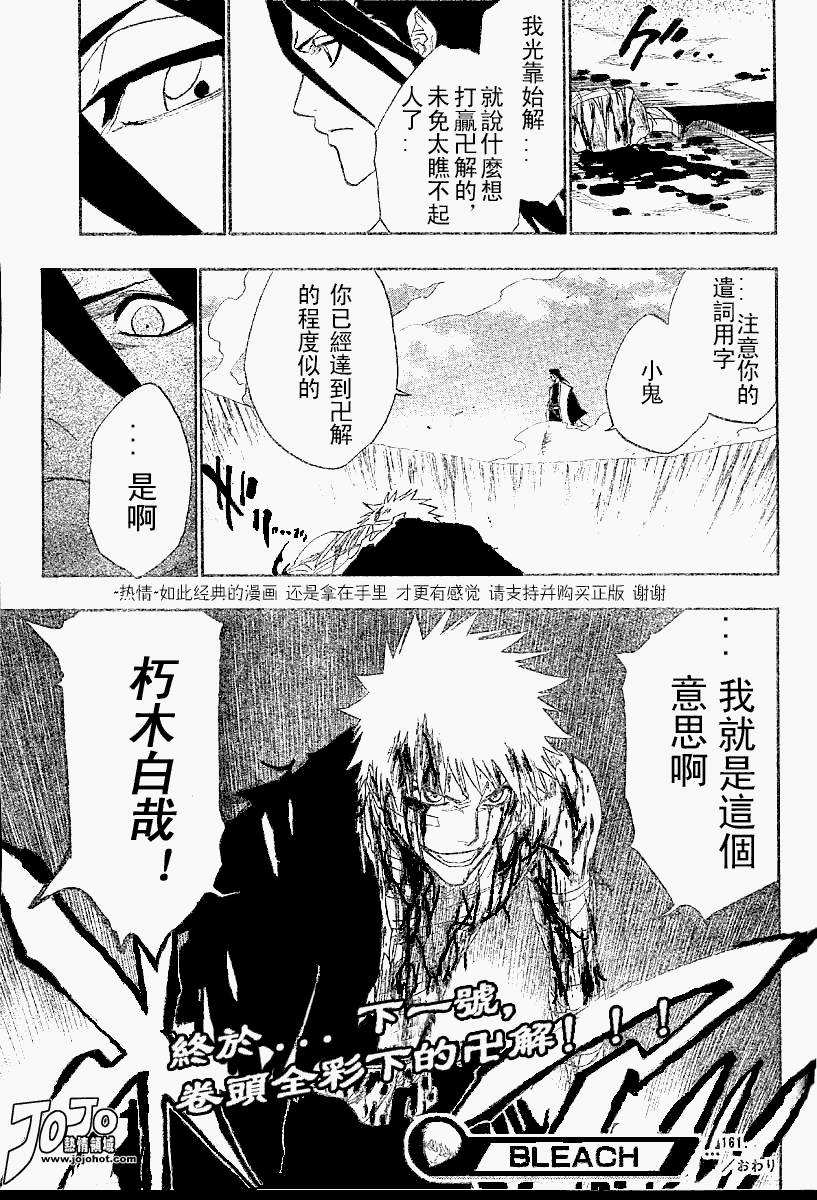 我光靠始解...
就說什麼想
打贏卍解的,
未免太瞧不起
人了...
...注意你的
遣詞用字
小鬼
你已經達到卍解
的程度似的
...
是啊
-热情-如此经典的漫画 还是拿在手里 才更有感觉 请支持并购买正版 谢谢
...我就是這個
意思啊
朽木白哉!
終於... 下一號,
卷頭全彩下的卍解!!!
JOJO
熱情領域
www.jojohot.com
BLEACH
161.
おわり